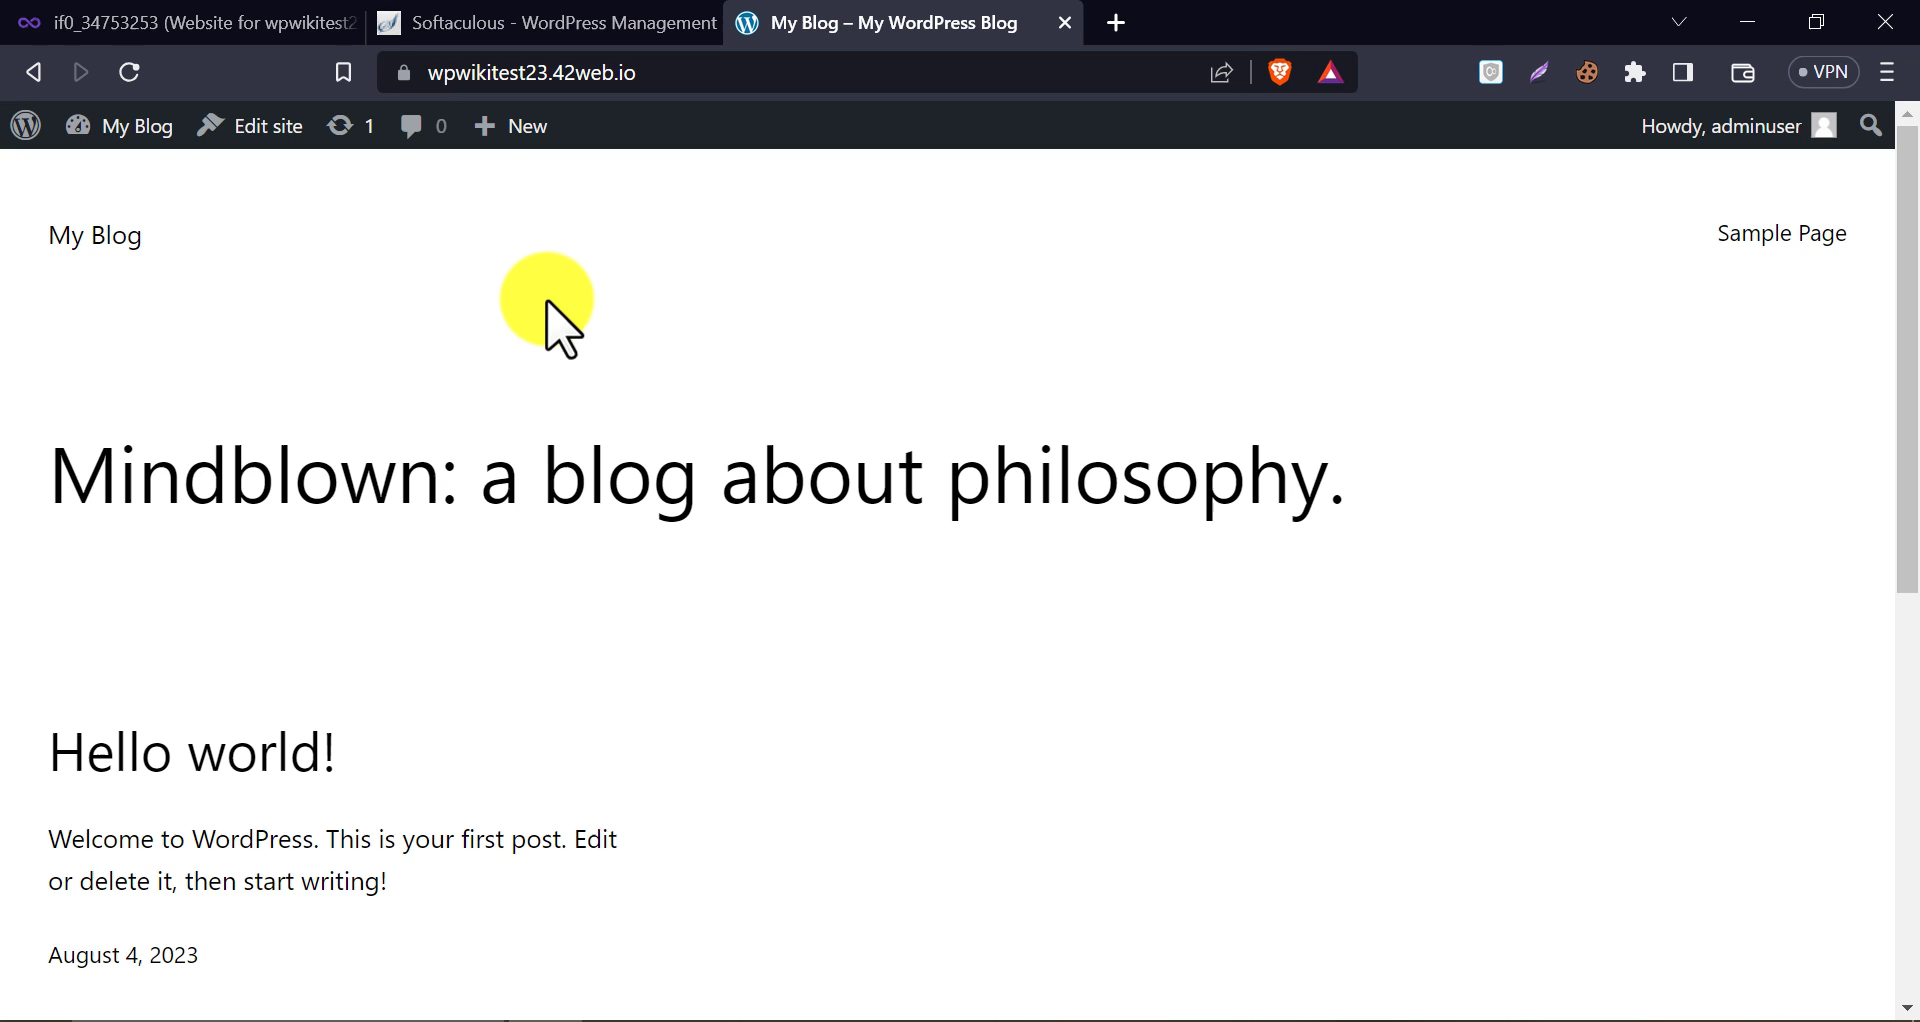 if0_34753253 (Website for wpwikitest2
Softaculous - WordPress Management
My Blog – My WordPress Blog
wpwikitest23.42web.io
VPN
My Blog
Edit site
1
0
New
Howdy, adminuser
My Blog
Sample Page
Mindblown: a blog about philosophy.
Hello world!
Welcome to WordPress. This is your first post. Edit
or delete it, then start writing!
August 4, 2023